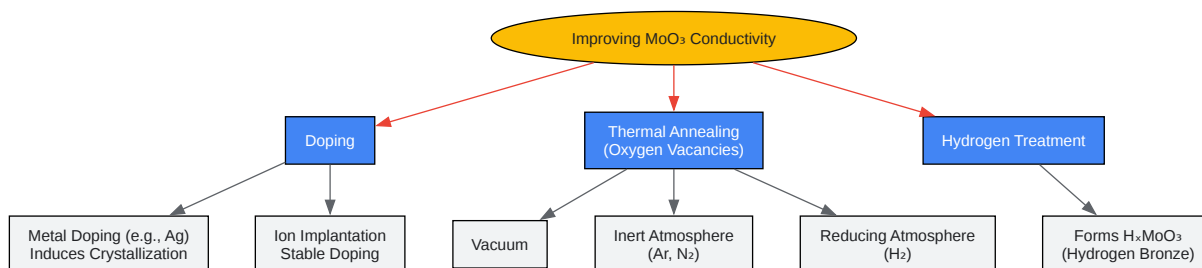 Improving MoO₃ Conductivity
Doping
Thermal Annealing
(Oxygen Vacancies)
Hydrogen Treatment
Metal Doping (e.g., Ag)
Induces Crystallization
Ion Implantation
Stable Doping
Vacuum
Inert Atmosphere
(Ar, N₂)
Reducing Atmosphere
(H₂)
Forms HₓMoO₃
(Hydrogen Bronze)